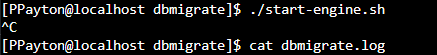 [PPayton@localhost dbmigrate]$ ./start-engine.sh
^C
[PPayton@localhost dbmigrate]$ cat dbmigrate.log